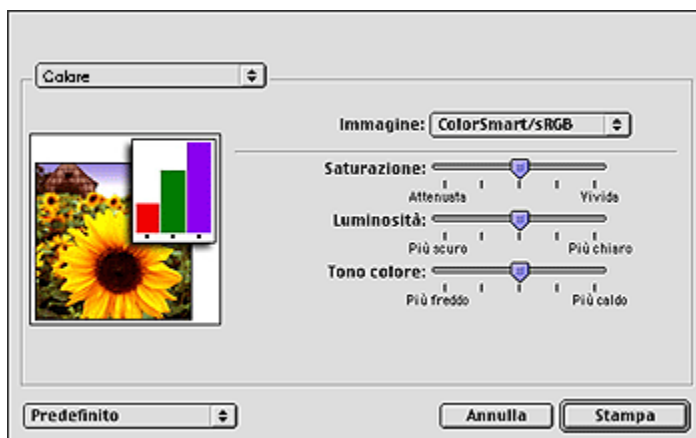 Colore
Immagine: ColorSmart/sRGB
Saturazione:
Attenuata Vivida
Luminosità:
Più scuro Più chiaro
Tono colore:
Più freddo Più caldo
Predefinito Annulla Stampa